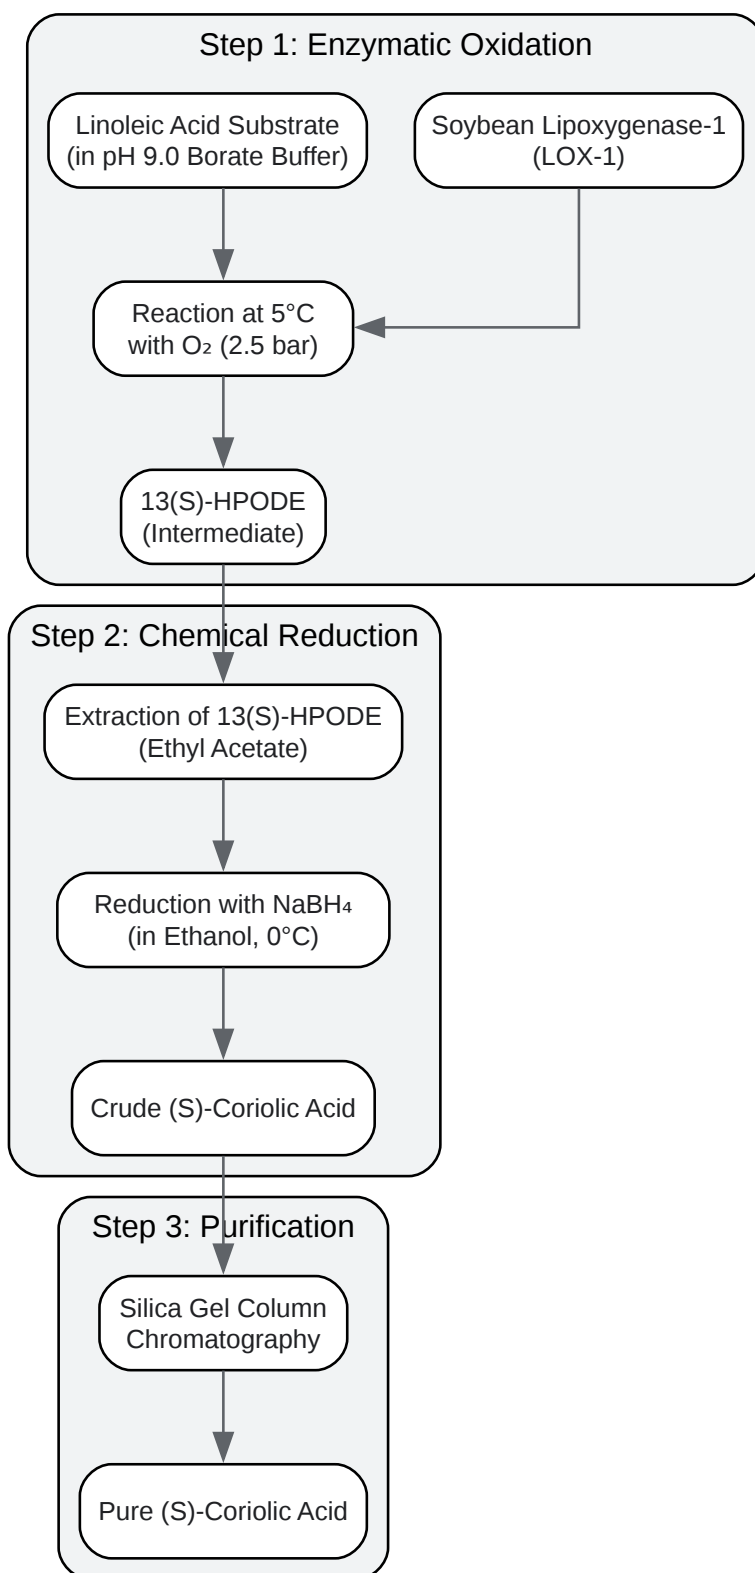 Step 1: Enzymatic Oxidation
Linoleic Acid Substrate
(in pH 9.0 Borate Buffer)
Soybean Lipoxygenase-1
(LOX-1)
Reaction at 5°C
with O₂ (2.5 bar)
13(S)-HPODE
(Intermediate)
Step 2: Chemical Reduction
Extraction of 13(S)-HPODE
(Ethyl Acetate)
Reduction with NaBH₄
(in Ethanol, 0°C)
Crude (S)-Coriolic Acid
Step 3: Purification
Silica Gel Column
Chromatography
Pure (S)-Coriolic Acid